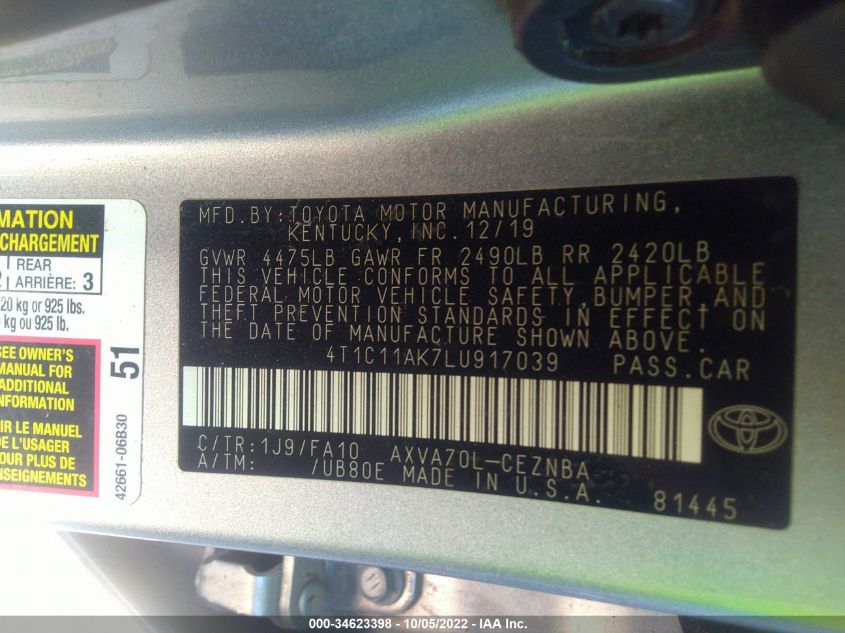 MATION
CHARGEMENT
REAR
ARRIÈRE: 3
20 kg or 925 lbs.
kg ou 925 lb.
SEE OWNER'S
MANUAL FOR
ADDITIONAL
INFORMATION
LE MANUEL
DE L'USAGER
POUR PLUS DE
51
42661-06B30
MFD.BY:TOYOTA MOTOR MANUFACTURING,
KENTUCKY, INC. 12/19
GVWR 4475LB GAWR FR 2490LB RR 2420LB
THIS VEHICLE CONFORMS TO ALL APPLICABLE
FEDERAL MOTOR VEHICLE SAFETY,BUMPER,AND
THEFT PREVENTION STANDARDS IN EFFECT ON
THE DATE OF MANUFACTURE SHOWN ABOVE.
4T1C11AK7LU917039 PASS.CAR
C/TR:1J9/FA10 AXVA70L-CEZNBA
A/TM: /UB80E MADE IN U.S.A.
81445
000-34623398 - 10/05/2022 - IAA Inc.